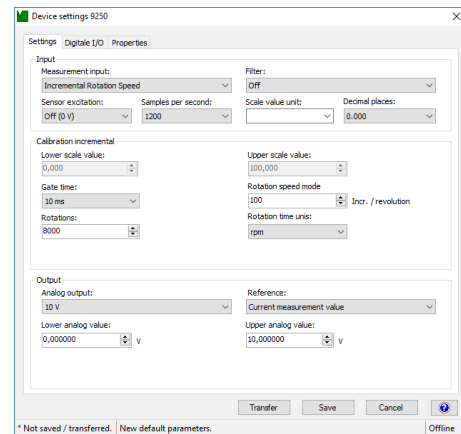 Device settings 9250
Settings Digitale I/O Properties
Input
Measurement input: Filter:
Incremental Rotation Speed Off
Sensor excitation: Samples per second: Scale value unit: Decimal places:
Off (0 V) 1200 0.000
Calibration incremental
Lower scale value: Upper scale value:
0,000 100,000
Gate time: Rotation speed mode
10 ms 100 Incr. / revolution
Rotations: Rotation time unis:
8000 rpm
Output
Analog output: Reference:
10 V Current measurement value
Lower analog value: Upper analog value:
0,000000 V 10,000000 V
Transfer Save Cancel ?
* Not saved / transferred. New default parameters. Offline